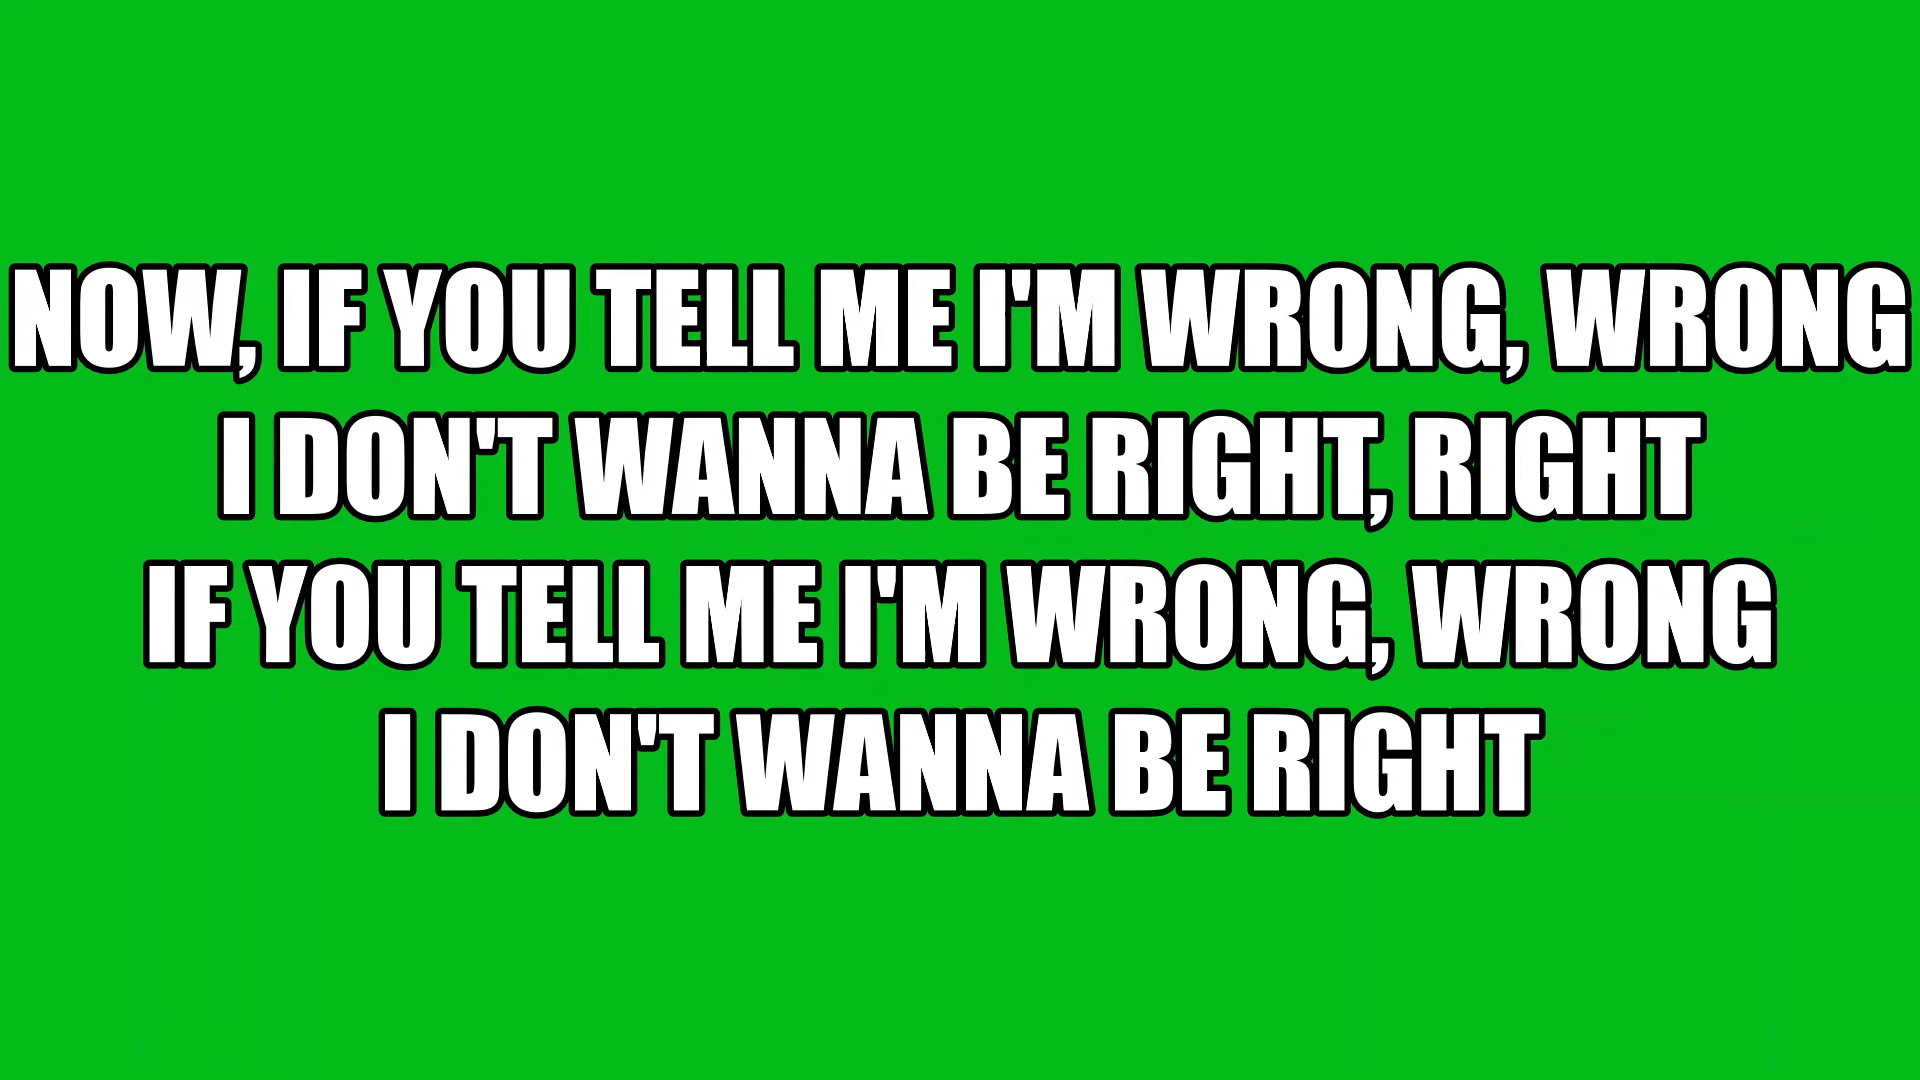 NOW, IF YOU TELL ME I'M WRONG, WRONG
I DON'T WANNA BE RIGHT, RIGHT
IF YOU TELL ME I'M WRONG, WRONG
I DON'T WANNA BE RIGHT